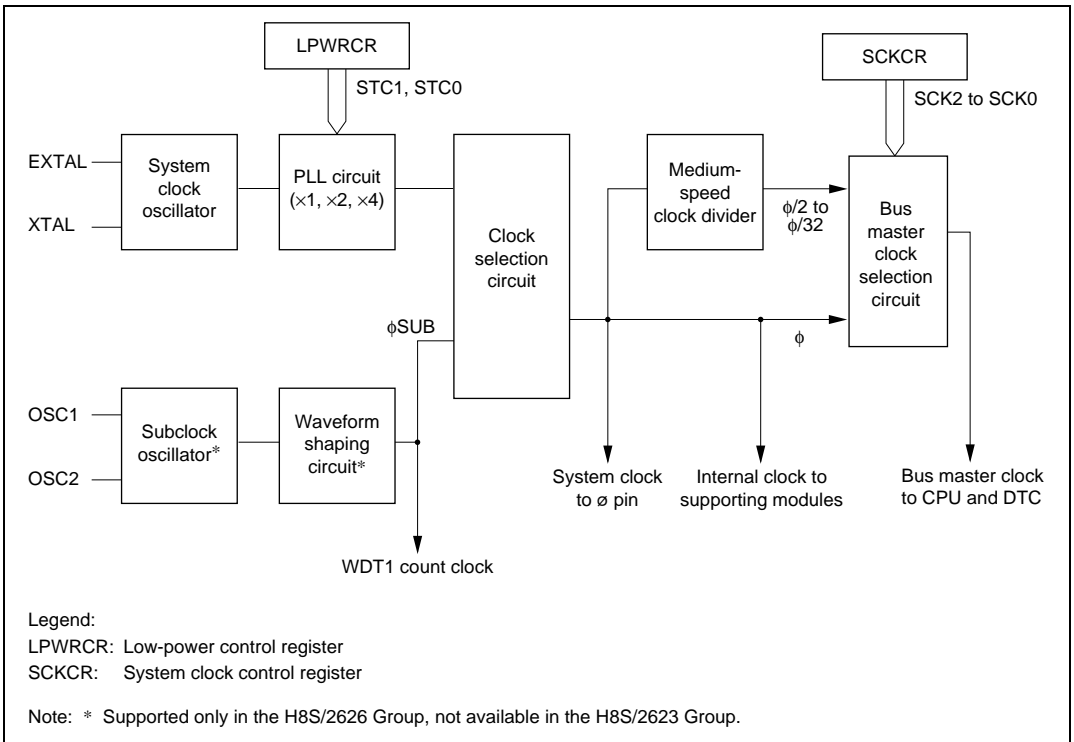 LPWRCR
STC1, STC0
SCKCR
SCK2 to SCK0
EXTAL
XTAL
System
clock
oscillator
PLL circuit
(×1, ×2, ×4)
Clock
selection
circuit
Medium-
speed
clock divider
ϕ/2 to
ϕ/32
Bus
master
clock
selection
circuit
ϕSUB
ϕ
OSC1
OSC2
Subclock
oscillator*
Waveform
shaping
circuit*
System clock
to ø pin
Internal clock to
supporting modules
Bus master clock
to CPU and DTC
WDT1 count clock
Legend:
LPWRCR: Low-power control register
SCKCR: System clock control register
Note: * Supported only in the H8S/2626 Group, not available in the H8S/2623 Group.